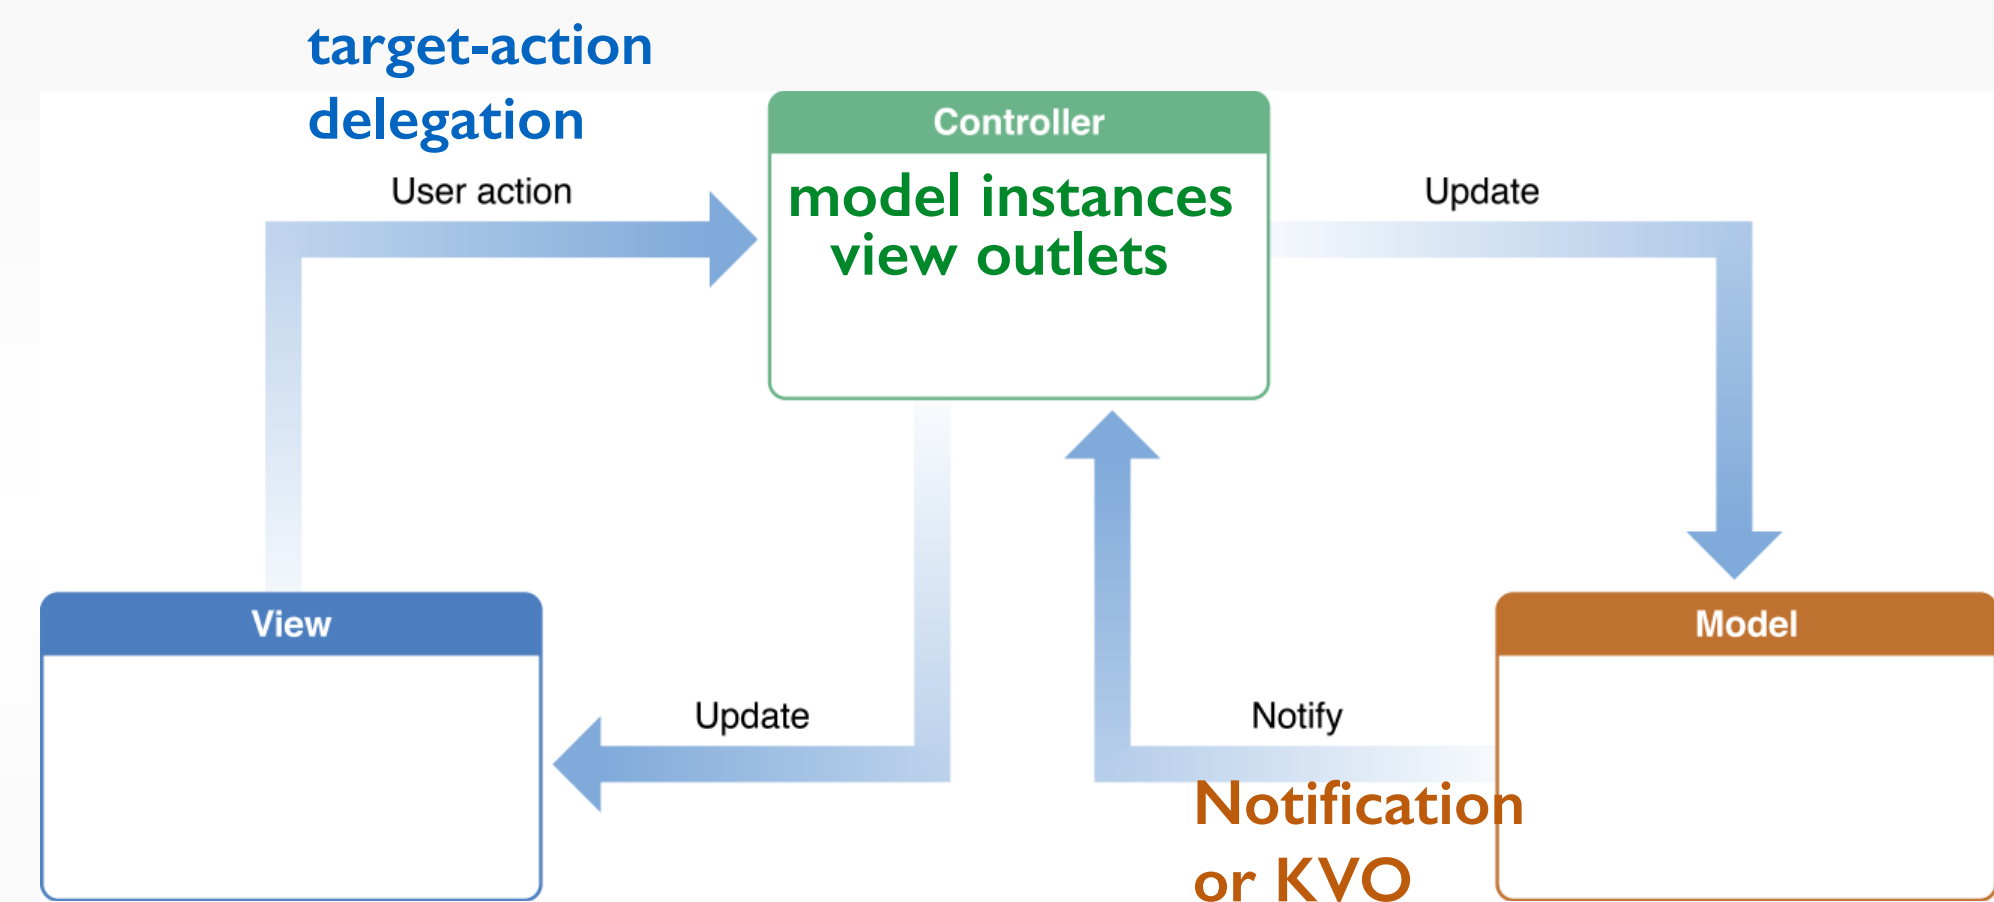 target-action
delegation
Controller
User action
model instances
view outlets
Update
View
Model
Update
Notify
Notification
or KVO